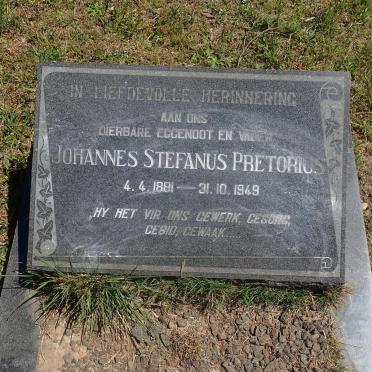 IN LIEFDEVOLLE HERINNERING
AAN ONS
DIERBARE EGGENOOT EN VADER
JOHANNES STEFANUS PRETORIUS
4. 4. 1881 — 31. 10. 1949
„HY HET VIR ONS GEWERK, GESORG,
GEBID, GEWAAK....